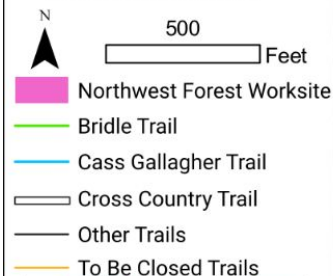 N
500
Feet
Northwest Forest Worksite
Bridle Trail
Cass Gallagher Trail
Cross Country Trail
Other Trails
To Be Closed Trails